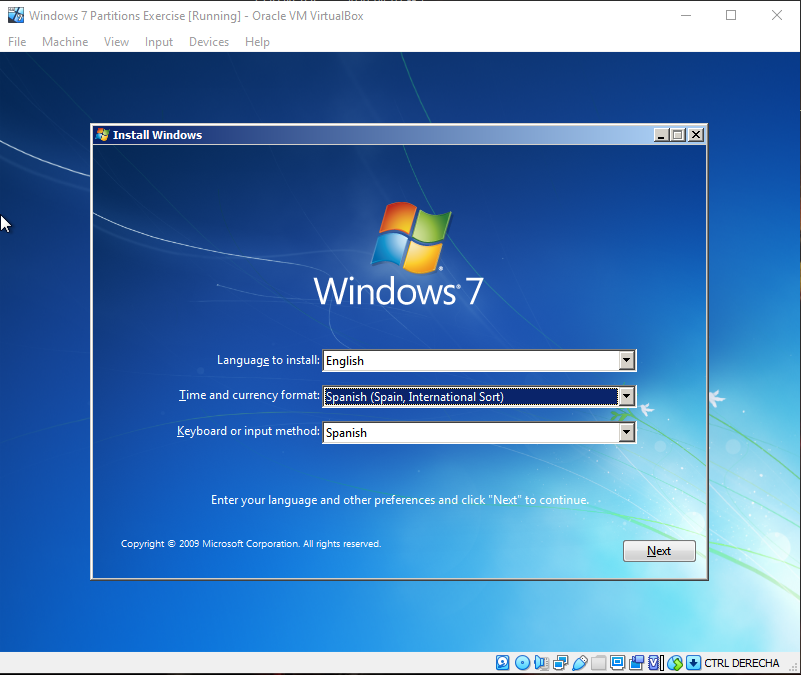 Windows 7 Partitions Exercise [Running] - Oracle VM VirtualBox
File Machine View Input Devices Help
Install Windows
Windows® 7
Language to install: English
Time and currency format: Spanish (Spain, International Sort)
Keyboard or input method: Spanish
Enter your language and other preferences and click "Next" to continue.
Copyright © 2009 Microsoft Corporation. All rights reserved.
Next
CTRL DERECHA